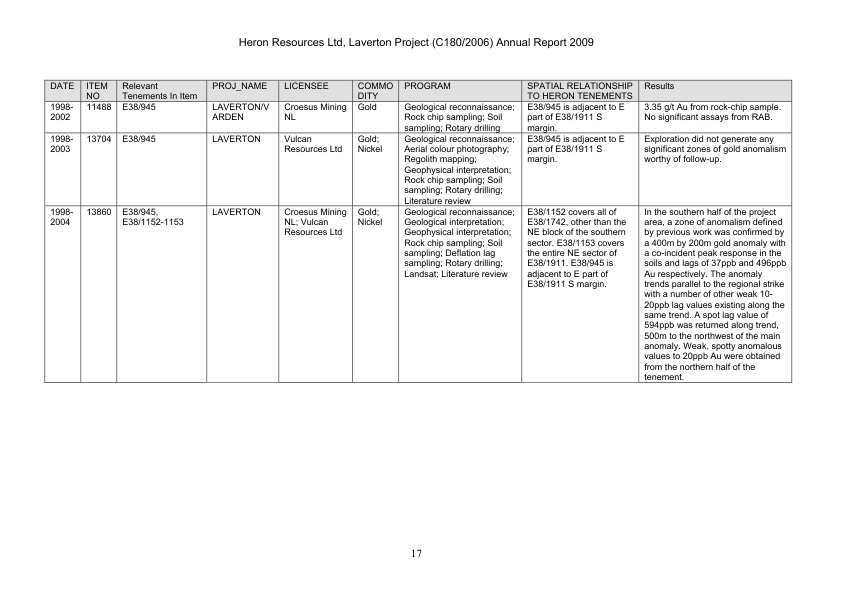 Heron Resources Ltd, Laverton Project (C180/2006) Annual Report 2009
DATE
ITEM
NO
Relevant
Tenements In Item
PROJ_NAME
LICENSEE
COMMO
DITY
PROGRAM
SPATIAL RELATIONSHIP
TO HERON TENEMENTS
Results
1998-
2002
11488
E38/945
LAVERTON/V
ARDEN
Croesus Mining
NL
Gold
Geological reconnaissance;
Rock chip sampling; Soil
sampling; Rotary drilling
E38/945 is adjacent to E
part of E38/1911 S
margin.
3.35 g/t Au from rock-chip sample.
No significant assays from RAB.
1998-
2003
13704
E38/945
LAVERTON
Vulcan
Resources Ltd
Gold;
Nickel
Geological reconnaissance;
Aerial colour photography;
Regolith mapping;
Geophysical interpretation;
Rock chip sampling; Soil
sampling; Rotary drilling;
Literature review
E38/945 is adjacent to E
part of E38/1911 S
margin.
Exploration did not generate any
significant zones of gold anomalism
worthy of follow-up.
1998-
2004
13860
E38/945,
E38/1152-1153
LAVERTON
Croesus Mining
NL; Vulcan
Resources Ltd
Gold;
Nickel
Geological reconnaissance;
Geological interpretation;
Geophysical interpretation;
Rock chip sampling; Soil
sampling; Deflation lag
sampling; Rotary drilling;
Landsat; Literature review
E38/1152 covers all of
E38/1742, other than the
NE block of the southern
sector. E38/1153 covers
the entire NE sector of
E38/1911. E38/945 is
adjacent to E part of
E38/1911 S margin.
In the southern half of the project
area, a zone of anomalism defined
by previous work was confirmed by
a 400m by 200m gold anomaly with
a co-incident peak response in the
soils and lags of 37ppb and 496ppb
Au respectively. The anomaly
trends parallel to the regional strike
with a number of other weak 10-
20ppb lag values existing along the
same trend. A spot lag value of
594ppb was returned along trend,
500m to the northwest of the main
anomaly. Weak, spotty anomalous
values to 20ppb Au were obtained
from the northern half of the
tenement.
17